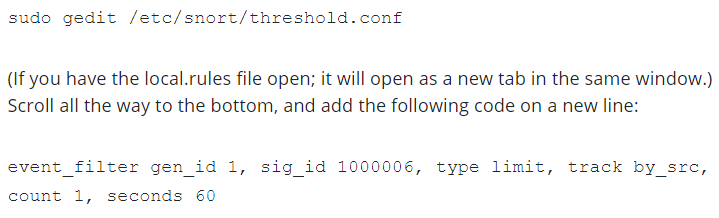 sudo gedit /etc/snort/threshold.conf
(If you have the local.rules file open; it will open as a new tab in the same window.)
Scroll all the way to the bottom, and add the following code on a new line:
event_filter gen_id 1, sig_id 1000006, type limit, track by_src,
count 1, seconds 60